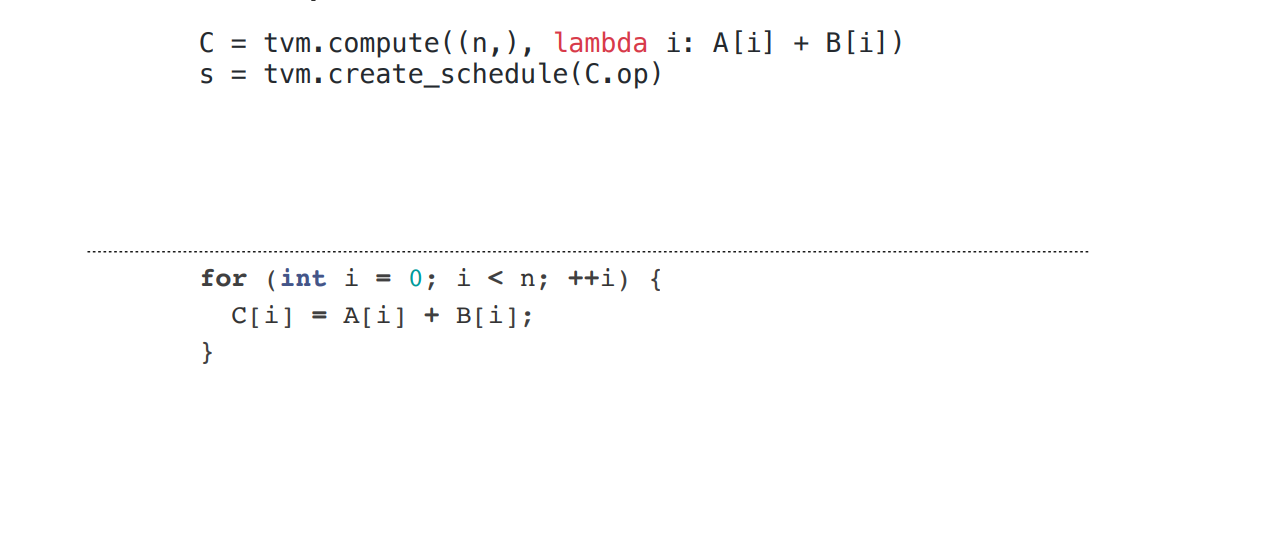 C = tvm.compute((n,), lambda i: A[i] + B[i])
s = tvm.create_schedule(C.op)
for (int i = 0; i < n; ++i) {
  C[i] = A[i] + B[i];
}